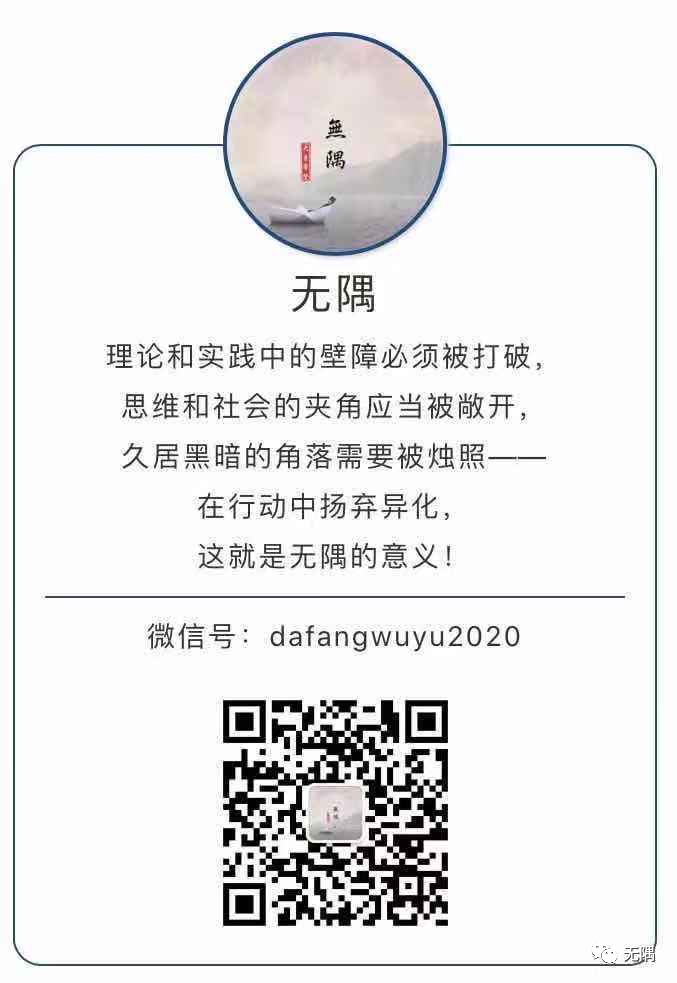 無
隅
无隅
理论和实践中的壁障必须被打破，
思维和社会的夹角应当被敞开，
久居黑暗的角落需要被烛照——
在行动中扬弃异化，
这就是无隅的意义！
微信号：dafangwuyu2020
無
隅
无隅